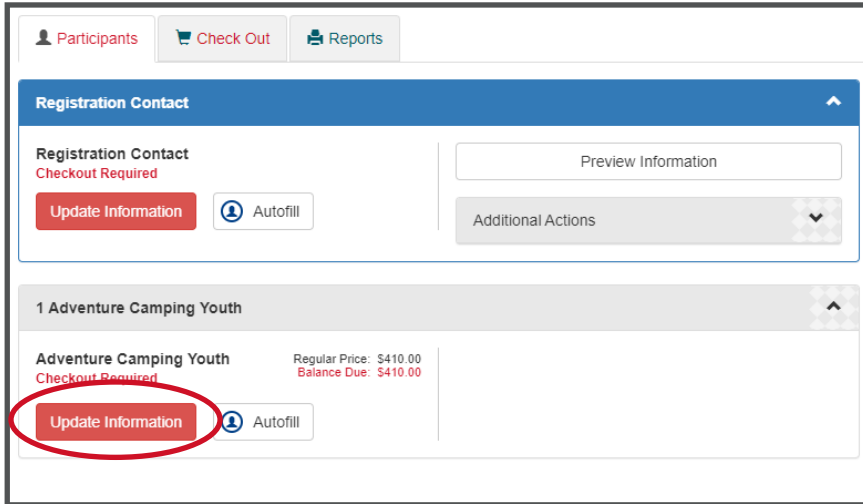 Participants
Check Out
Reports
Registration Contact
Registration Contact
Checkout Required
Update Information
Autofill
Preview Information
Additional Actions
1 Adventure Camping Youth
Adventure Camping Youth
Regular Price: $410.00
Checkout Required
Balance Due: $410.00
Update Information
Autofill